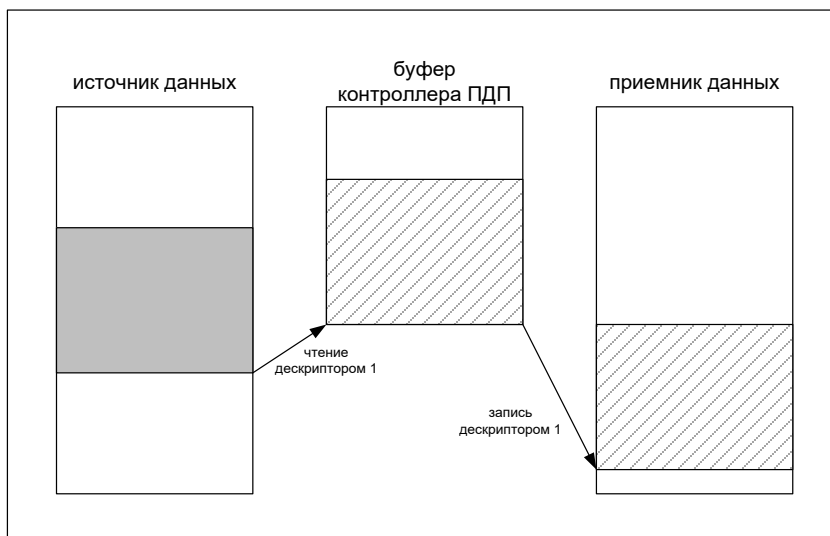 источник данных
буфер
контроллера ПДП
приемник данных
чтение
дескриптором 1
запись
дескриптором 1